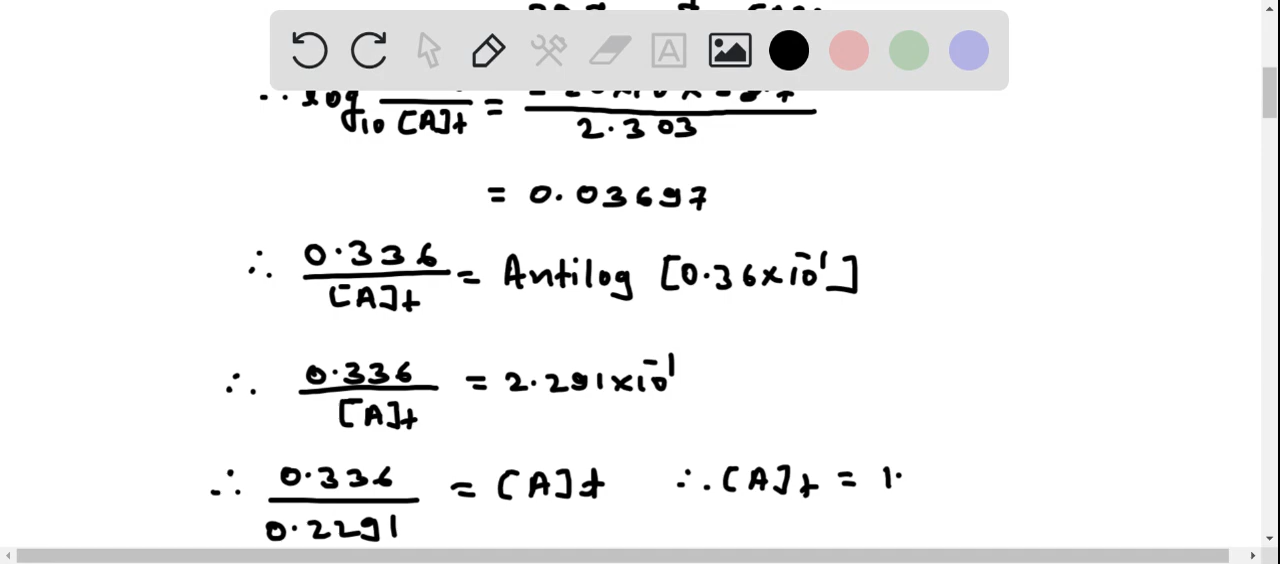 ∴ log₁₀ /[A]t = /2.303
= 0.03697
∴ 0.336/[A]t = Antilog [0.36×10⁻¹]
∴ 0.336/[A]t = 2.291×10⁻¹
∴ 0.336/0.2291 = [A]t ∴ [A]t = 1.